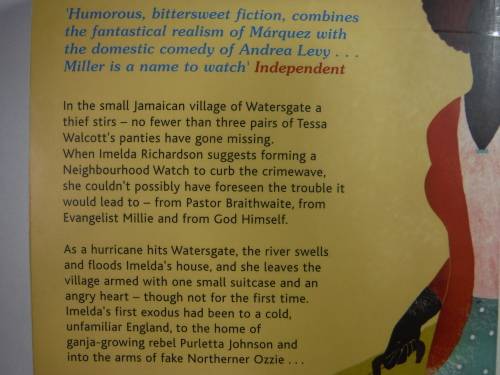 'Humorous, bittersweet fiction, combines
the fantastical realism of Márquez with
the domestic comedy of Andrea Levy . . .
Miller is a name to watch' Independent
In the small Jamaican village of Watersgate a
thief stirs – no fewer than three pairs of Tessa
Walcott's panties have gone missing.
When Imelda Richardson suggests forming a
Neighbourhood Watch to curb the crimewave,
she couldn't possibly have foreseen the trouble it
would lead to – from Pastor Braithwaite, from
Evangelist Millie and from God Himself.
As a hurricane hits Watersgate, the river swells
and floods Imelda's house, and she leaves the
village armed with one small suitcase and an
angry heart – though not for the first time.
Imelda's first exodus had been to a cold,
unfamiliar England, to the home of
ganja-growing rebel Purletta Johnson and
into the arms of fake Northerner Ozzie . . .